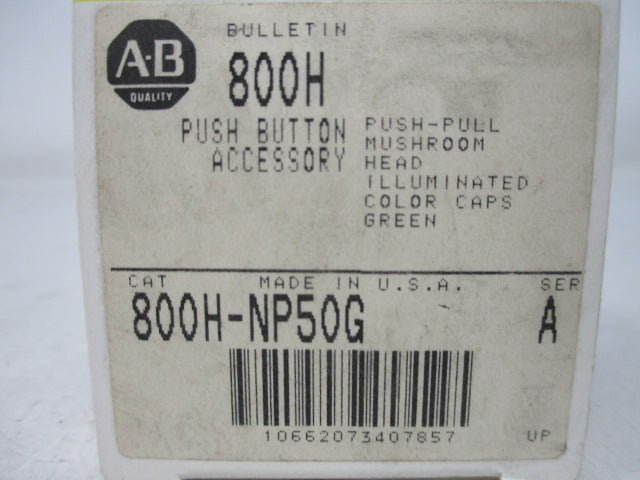 A-B
QUALITY
BULLETIN
800H
PUSH BUTTON
ACCESSORY
PUSH-PULL
MUSHROOM
HEAD
ILLUMINATED
COLOR CAPS
GREEN
CAT MADE IN U.S.A. SER
800H-NP50G A
10662073407857 UP